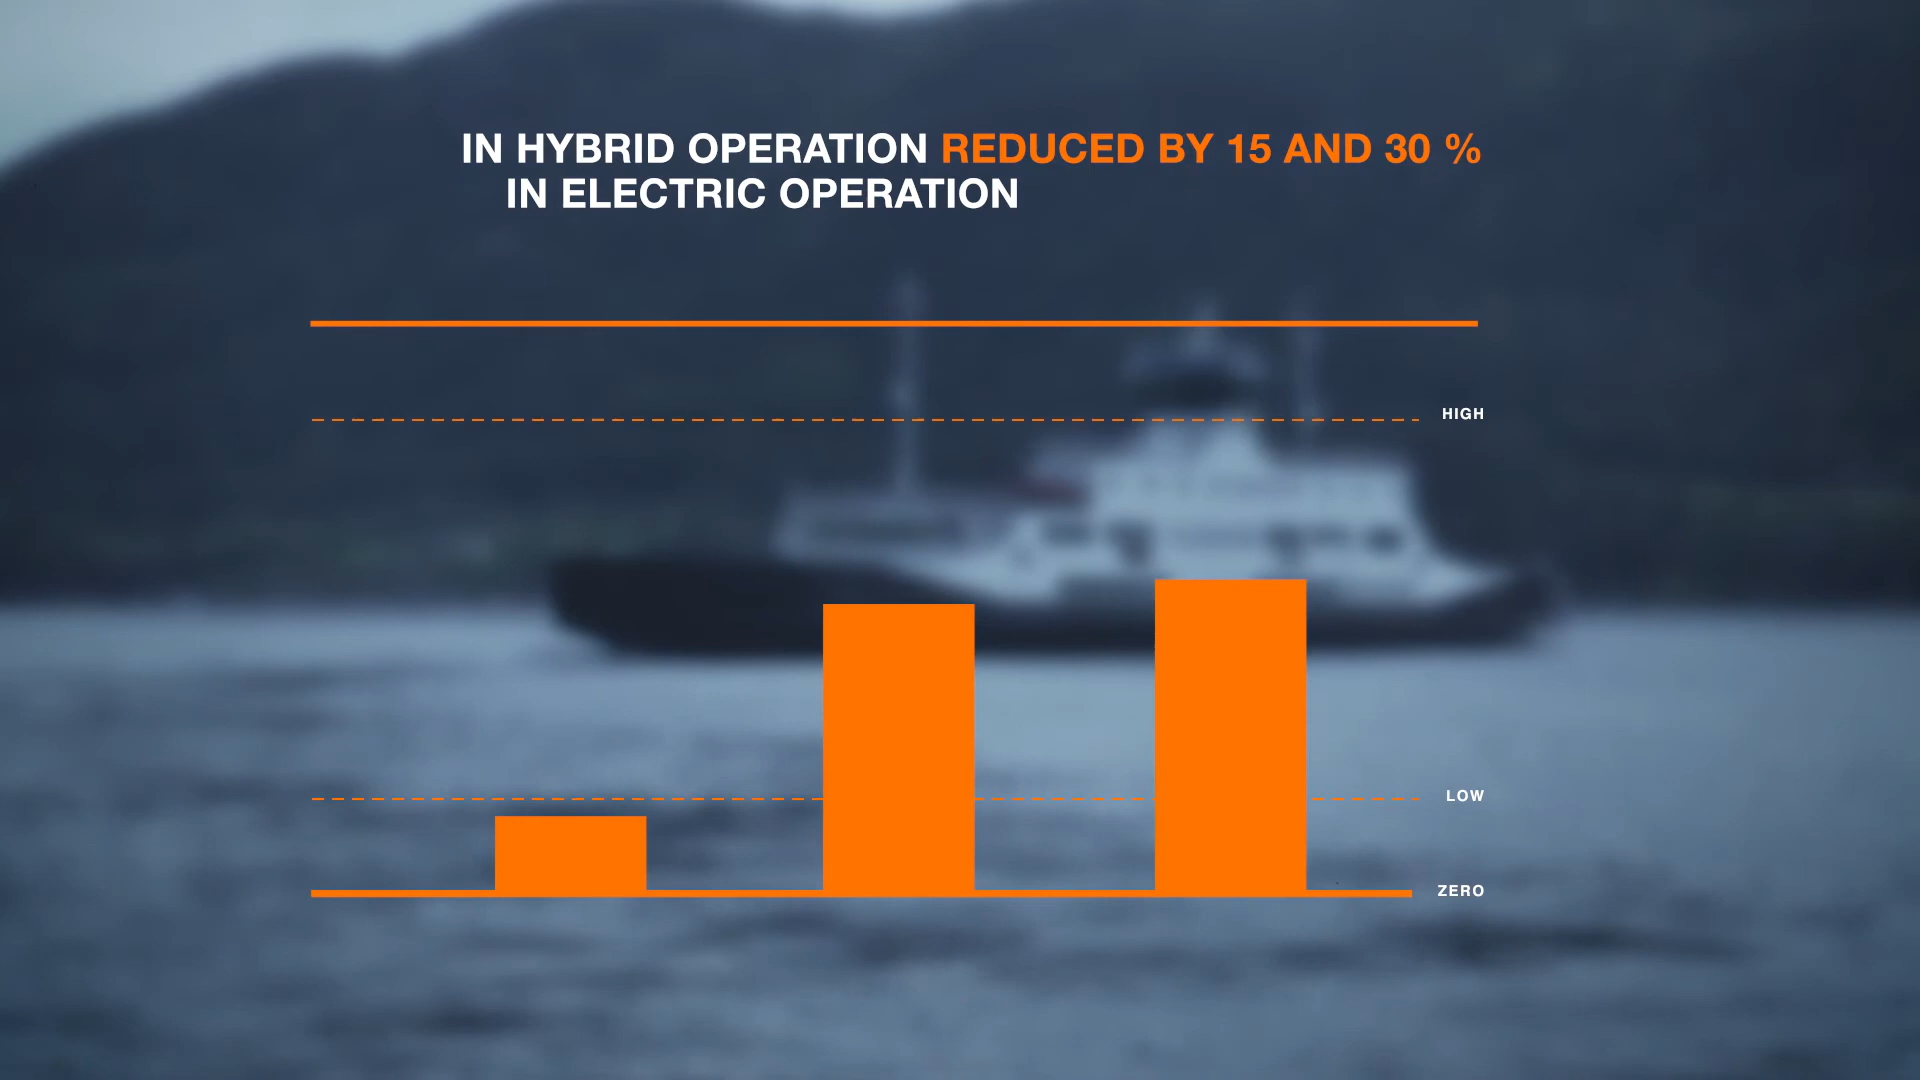 IN HYBRID OPERATION REDUCED BY 15 AND 30 %
IN ELECTRIC OPERATION
HIGH
LOW
ZERO